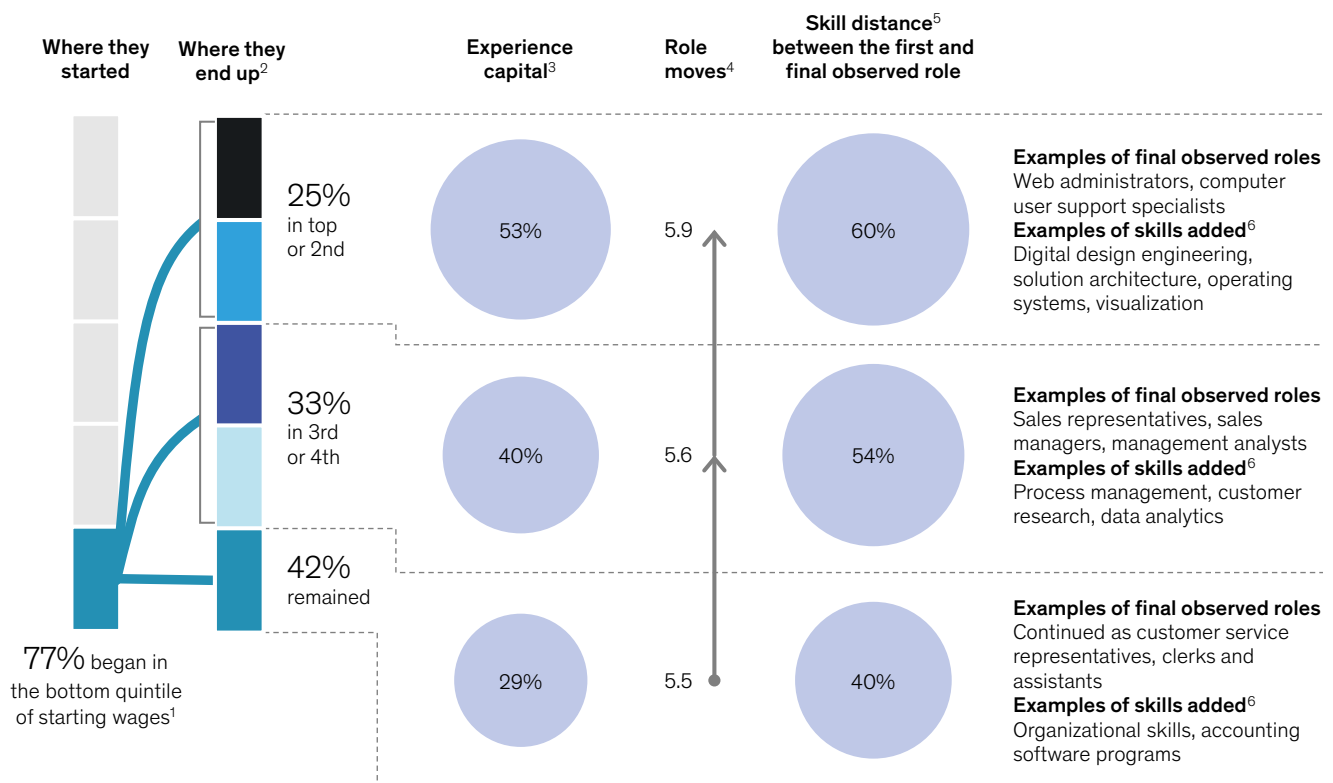 Where they
started
Where they
end up2
Experience
capital3
Role
moves4
Skill distance5
between the first and
final observed role
25%
in top
or 2nd
53%
5.9
60%
Examples of final observed roles
Web administrators, computer
user support specialists
Examples of skills added6
Digital design engineering,
solution architecture, operating
systems, visualization
33%
in 3rd
or 4th
40%
5.6
54%
Examples of final observed roles
Sales representatives, sales
managers, management analysts
Examples of skills added6
Process management, customer
research, data analytics
42%
remained
29%
5.5
40%
Examples of final observed roles
Continued as customer service
representatives, clerks and
assistants
Examples of skills added6
Organizational skills, accounting
software programs
77% began in
the bottom quintile
of starting wages1